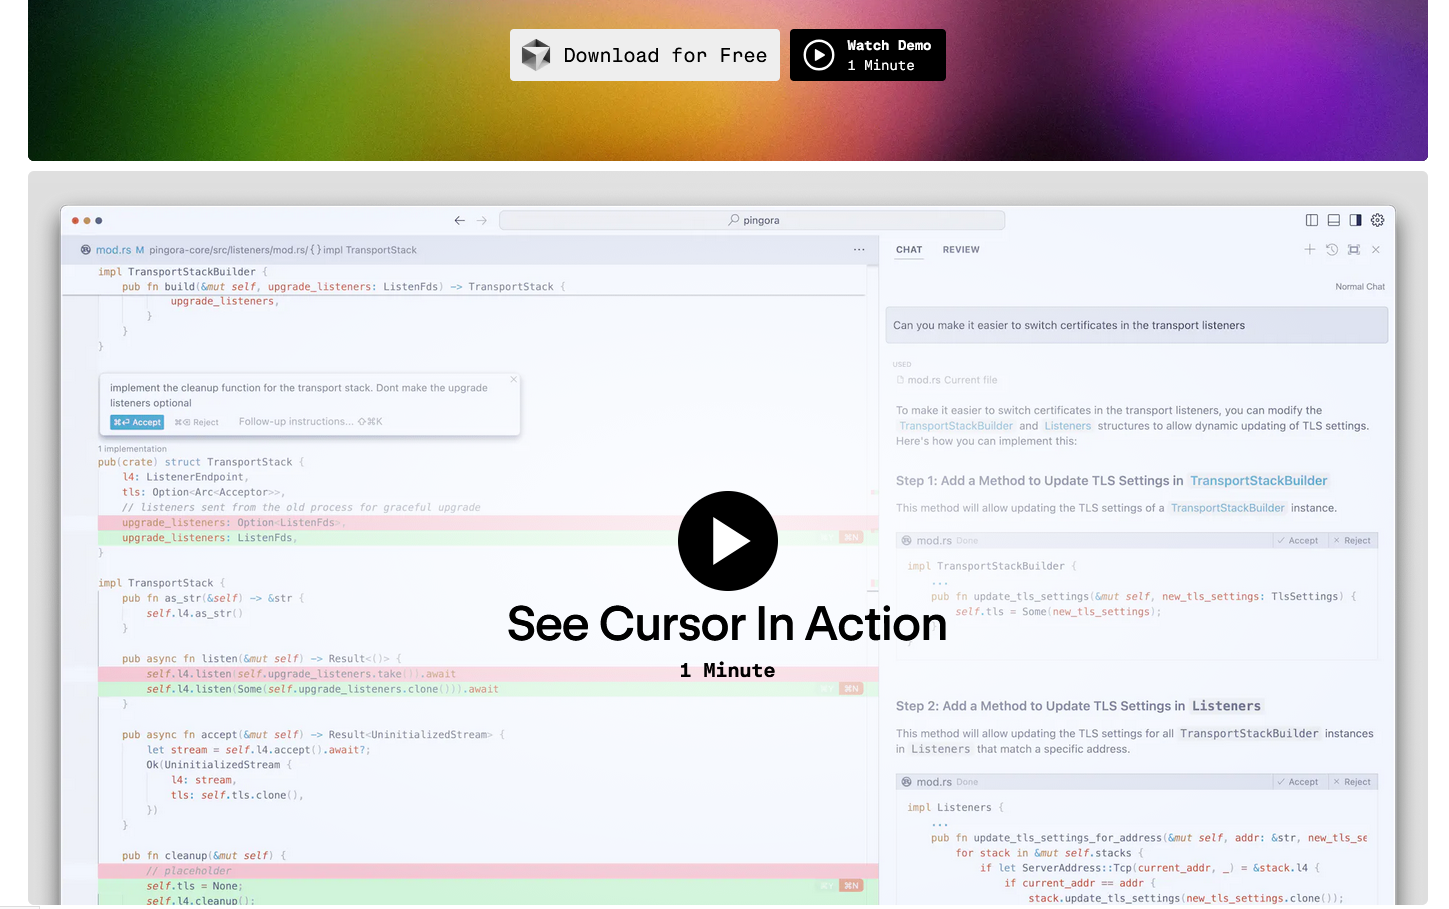 Download for Free
Watch Demo
1 Minute
pingora
mod.rs M pingora-core/src/listeners/mod.rs/{} impl TransportStack
impl TransportStackBuilder {
pub fn build(&mut self, upgrade_listeners: ListenFds) -> TransportStack {
upgrade_listeners,
}
}
}
implement the cleanup function for the transport stack. Dont make the upgrade
listeners optional
⌘⏎ Accept ⌘⌫ Reject Follow-up instructions... ⇧⌘K
1 implementation
pub(crate) struct TransportStack {
l4: ListenerEndpoint,
tls: Option<Arc<Acceptor>>,
// listeners sent from the old process for graceful upgrade
upgrade_listeners: Option<ListenFds>,
upgrade_listeners: ListenFds,
⌘Y ⌘N
}
impl TransportStack {
pub fn as_str(&self) -> &str {
self.l4.as_str()
}
pub async fn listen(&mut self) -> Result<()> {
self.l4.listen(self.upgrade_listeners.take()).await
self.l4.listen(Some(self.upgrade_listeners.clone())).await
⌘Y ⌘N
}
pub async fn accept(&mut self) -> Result<UninitializedStream> {
let stream = self.l4.accept().await?;
Ok(UninitializedStream {
l4: stream,
tls: self.tls.clone(),
})
}
pub fn cleanup(&mut self) {
// placeholder
self.tls = None;
⌘Y ⌘N
self.l4.cleanup();
See Cursor In Action
1 Minute
CHAT REVIEW
Normal Chat
Can you make it easier to switch certificates in the transport listeners
USED
mod.rs Current file
To make it easier to switch certificates in the transport listeners, you can modify the
TransportStackBuilder and Listeners structures to allow dynamic updating of TLS settings.
Here's how you can implement this:
Step 1: Add a Method to Update TLS Settings in TransportStackBuilder
This method will allow updating the TLS settings of a TransportStackBuilder instance.
mod.rs Done Accept Reject
impl TransportStackBuilder {
...
pub fn update_tls_settings(&mut self, new_tls_settings: TlsSettings) {
self.tls = Some(new_tls_settings);
}
Step 2: Add a Method to Update TLS Settings in Listeners
This method will allow updating the TLS settings for all TransportStackBuilder instances
in Listeners that match a specific address.
mod.rs Done Accept Reject
impl Listeners {
...
pub fn update_tls_settings_for_address(&mut self, addr: &str, new_tls_se
for stack in &mut self.stacks {
if let ServerAddress::Tcp(current_addr, _) = &stack.l4 {
if current_addr == addr {
stack.update_tls_settings(new_tls_settings.clone());